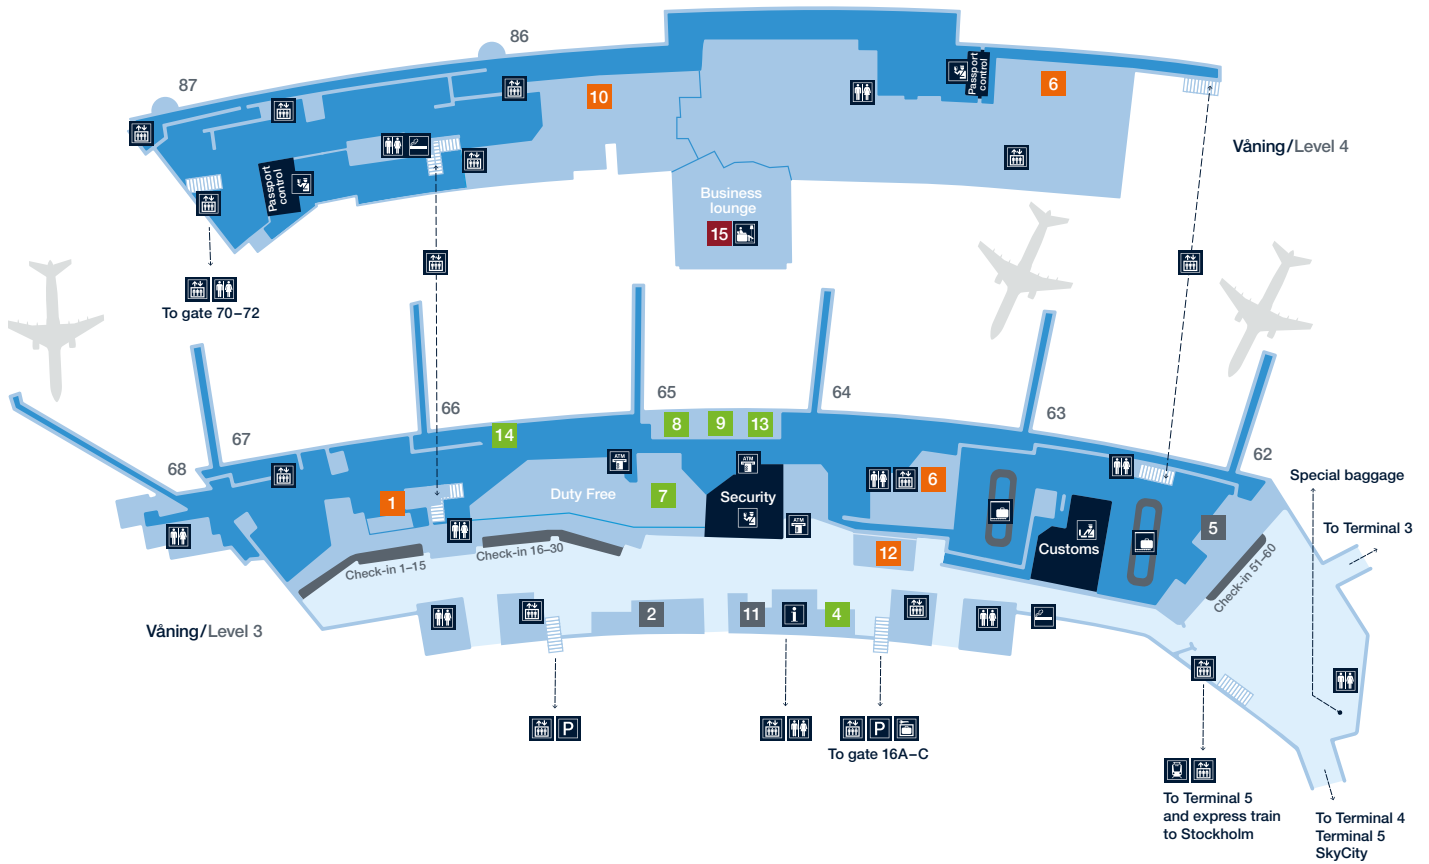 86
87
10
6
Passport
control
Våning/Level 4
Passport
control
Business
lounge
15
To gate 70–72
65
64
66
63
67
62
68
8
9
13
14
ATM
ATM
Special baggage
6
Duty Free
7
Security
1
ATM
5
To Terminal 3
Customs
12
Check-in 16–30
Check-in 1–15
Check-in 51–60
2
11
i
4
Våning/Level 3
P
P
To gate 16A–C
To Terminal 5
and express train
to Stockholm
To Terminal 4
Terminal 5
SkyCity